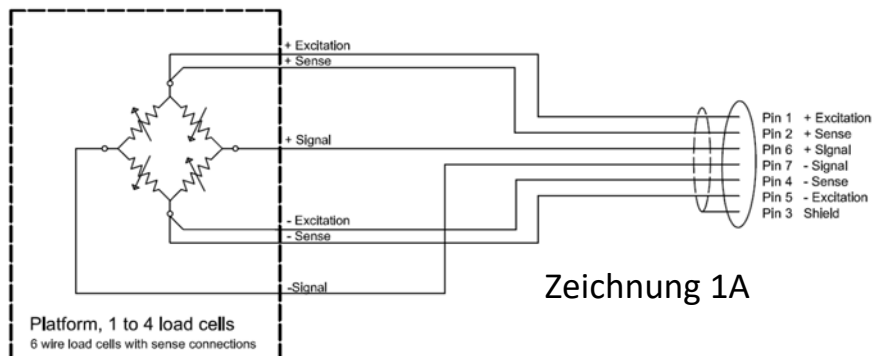 + Excitation
+ Sense
+ Signal
- Excitation
- Sense
-Signal
Platform, 1 to 4 load cells
6 wire load cells with sense connections
Pin 1 + Excitation
Pin 2 + Sense
Pin 6 + SIgnal
Pin 7 - Signal
Pin 4 - Sense
Pin 5 - Excitation
Pin 3 Shield
Zeichnung 1A